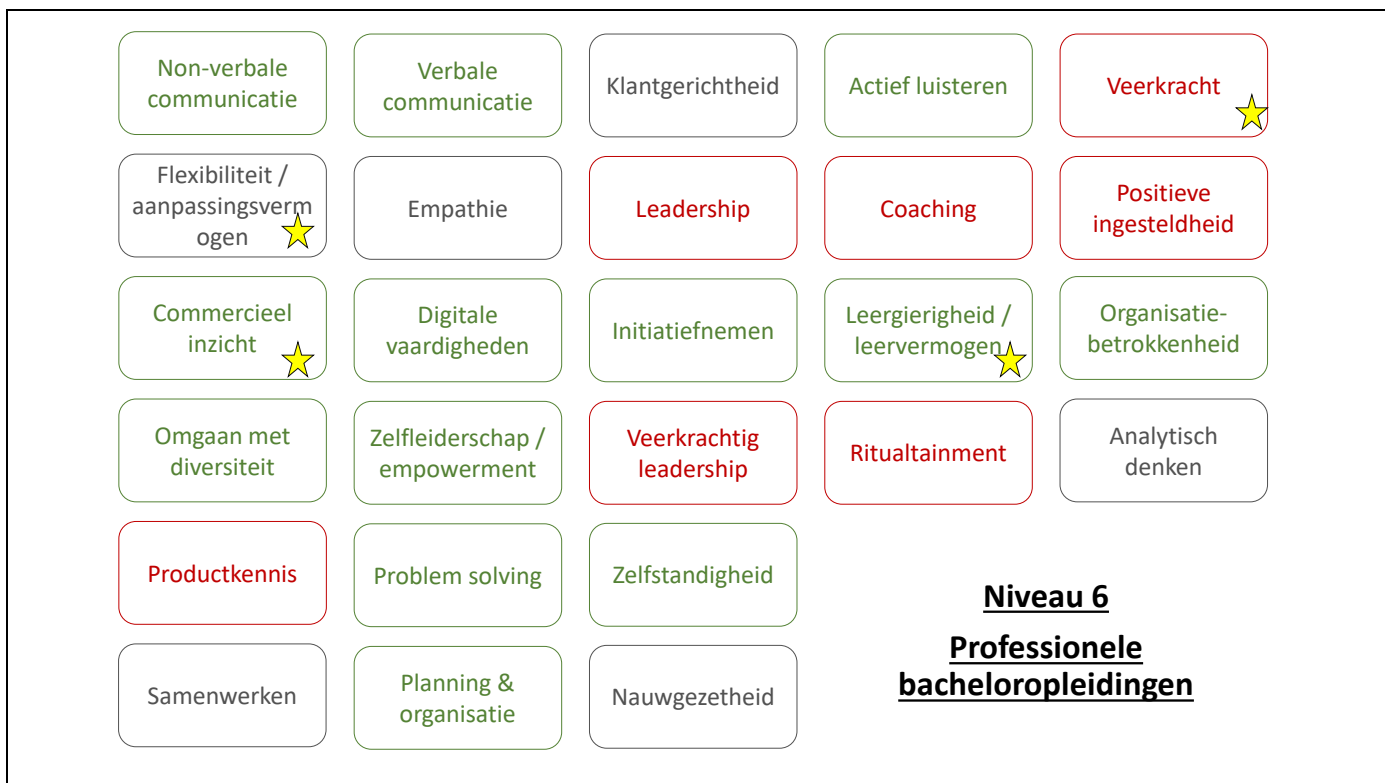 Non-verbale
communicatie
Verbale
communicatie
Klantgerichtheid
Actief luisteren
Veerkracht
Flexibiliteit /
aanpassingsverm
ogen
Empathie
Leadership
Coaching
Positieve
ingesteldheid
Commercieel
inzicht
Digitale
vaardigheden
Initiatiefnemen
Leergierigheid /
leervermogen
Organisatie-
betrokkenheid
Omgaan met
diversiteit
Zelfleiderschap /
empowerment
Veerkrachtig
leadership
Ritualtainment
Analytisch
denken
Productkennis
Problem solving
Zelfstandigheid
Samenwerken
Planning &
organisatie
Nauwgezetheid
Niveau 6
Professionele
bacheloropleidingen